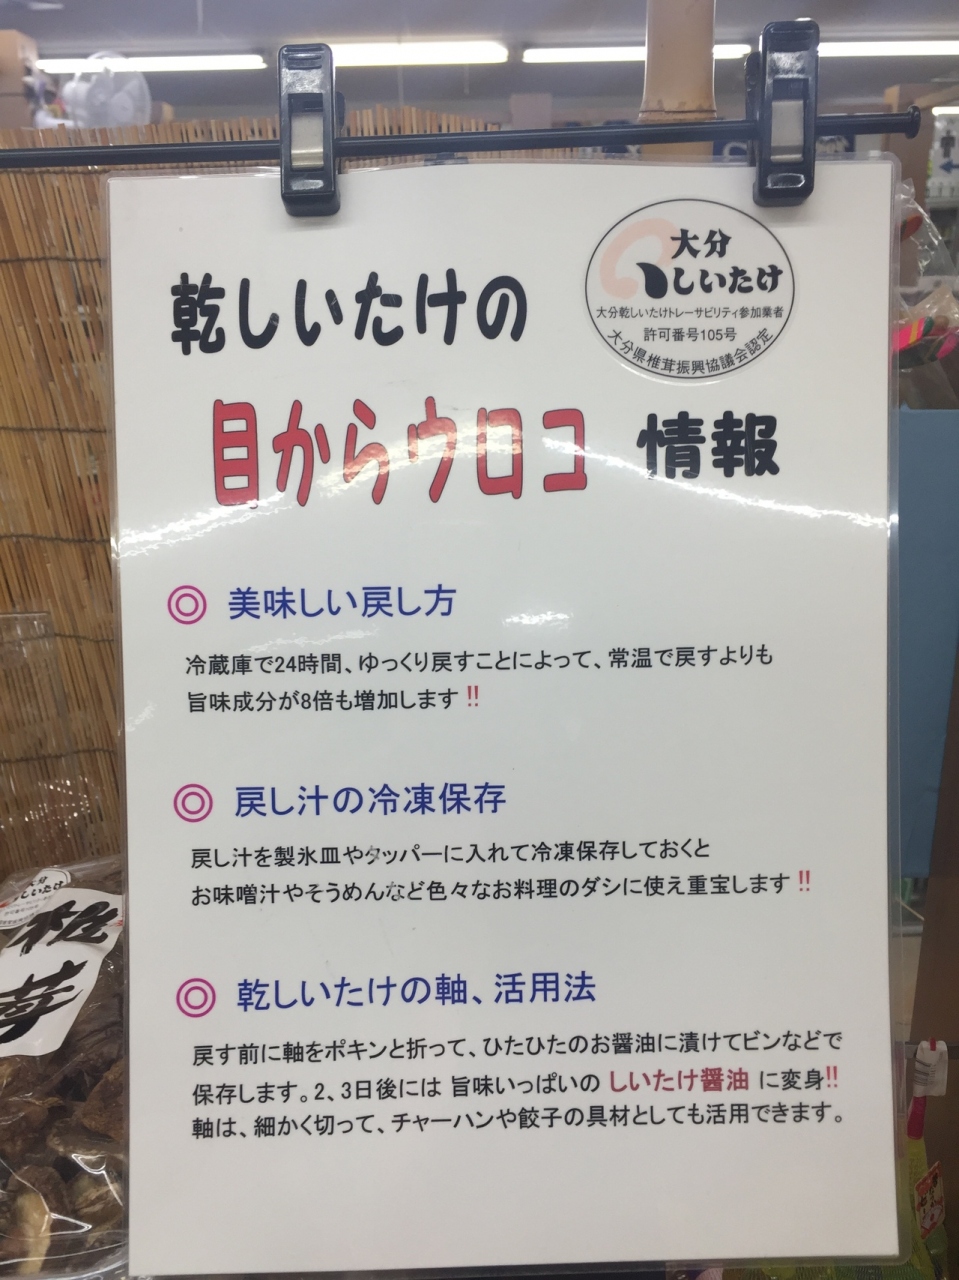 乾しいたけの
大分
しいたけ
大分乾しいたけトレーサビリティ参加業者
許可番号105号
大分県椎茸振興協議会認定
目からウロコ 情報
◎ 美味しい戻し方
冷蔵庫で24時間、ゆっくり戻すことによって、常温で戻すよりも
旨味成分が8倍も増加します!!
◎ 戻し汁の冷凍保存
戻し汁を製氷皿やタッパーに入れて冷凍保存しておくと
お味噌汁やそうめんなど色々なお料理のダシに使え重宝します!!
◎ 乾しいたけの軸、活用法
戻す前に軸をポキンと折って、ひたひたのお醤油に漬けてビンなどで
保存します。2、3日後には 旨味いっぱいの しいたけ醤油 に変身!!
軸は、細かく切って、チャーハンや餃子の具材としても活用できます。
大分
しいたけ
椎
茸